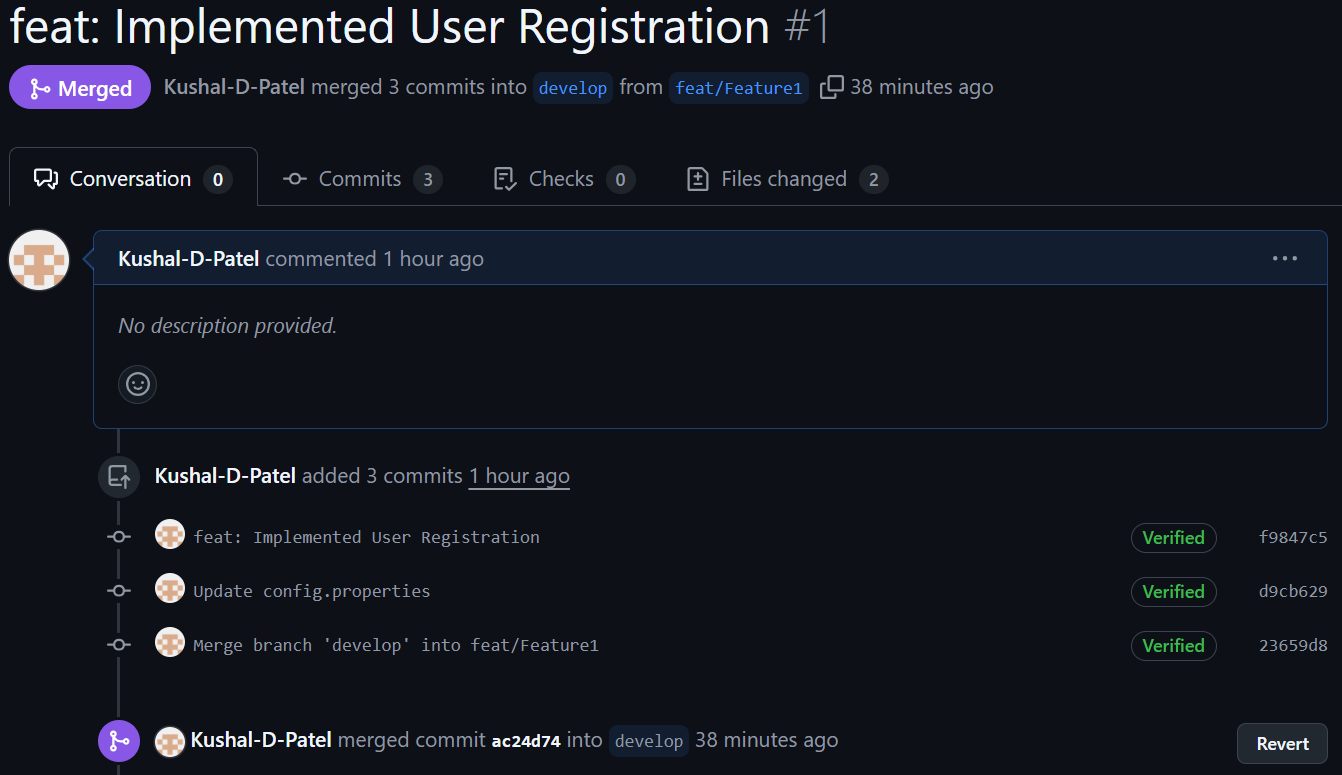 feat: Implemented User Registration #1
Merged Kushal-D-Patel merged 3 commits into develop from feat/Feature1 38 minutes ago
Conversation 0 Commits 3 Checks 0 Files changed 2
Kushal-D-Patel commented 1 hour ago
No description provided.
Kushal-D-Patel added 3 commits 1 hour ago
feat: Implemented User Registration Verified f9847c5
Update config.properties Verified d9cb629
Merge branch 'develop' into feat/Feature1 Verified 23659d8
Kushal-D-Patel merged commit ac24d74 into develop 38 minutes ago Revert